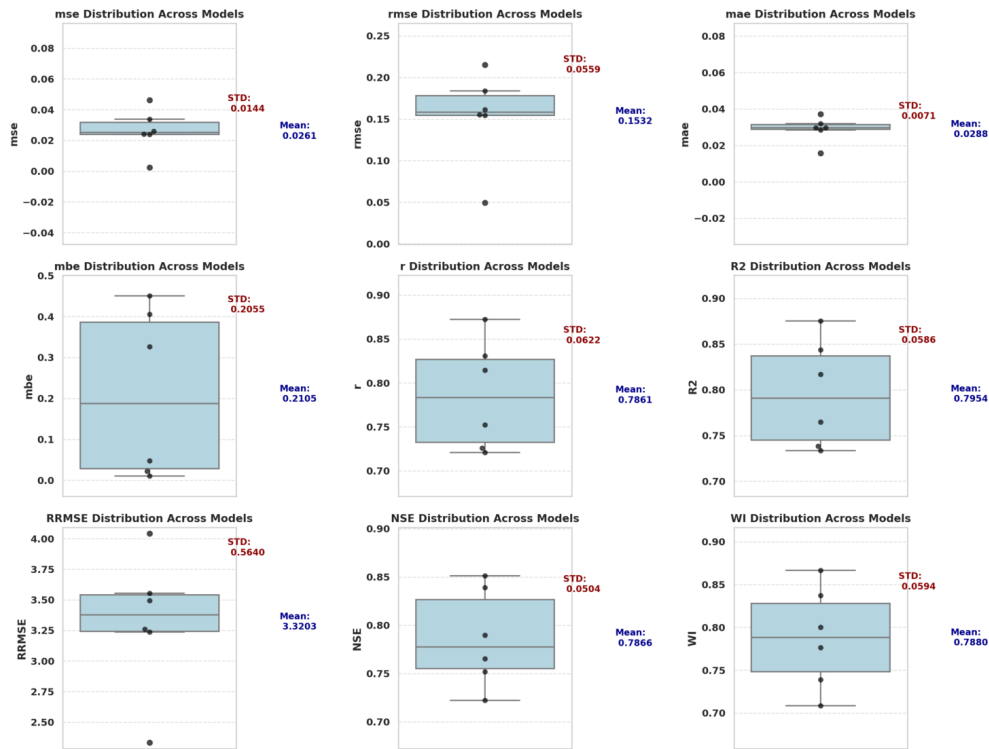 mse Distribution Across Models
mse
0.08
0.06
0.04
0.02
0.00
−0.02
−0.04
STD:
0.0144
Mean:
0.0261
rmse Distribution Across Models
rmse
0.25
0.20
0.15
0.10
0.05
0.00
STD:
0.0559
Mean:
0.1532
mae Distribution Across Models
mae
0.08
0.06
0.04
0.02
0.00
−0.02
STD:
0.0071
Mean:
0.0288
mbe Distribution Across Models
mbe
0.5
0.4
0.3
0.2
0.1
0.0
STD:
0.2055
Mean:
0.2105
r Distribution Across Models
r
0.90
0.85
0.80
0.75
0.70
STD:
0.0622
Mean:
0.7861
R2 Distribution Across Models
R2
0.90
0.85
0.80
0.75
0.70
STD:
0.0586
Mean:
0.7954
RRMSE Distribution Across Models
RRMSE
4.00
3.75
3.50
3.25
3.00
2.75
2.50
STD:
0.5640
Mean:
3.3203
NSE Distribution Across Models
NSE
0.90
0.85
0.80
0.75
0.70
STD:
0.0504
Mean:
0.7866
WI Distribution Across Models
WI
0.90
0.85
0.80
0.75
0.70
STD:
0.0594
Mean:
0.7880